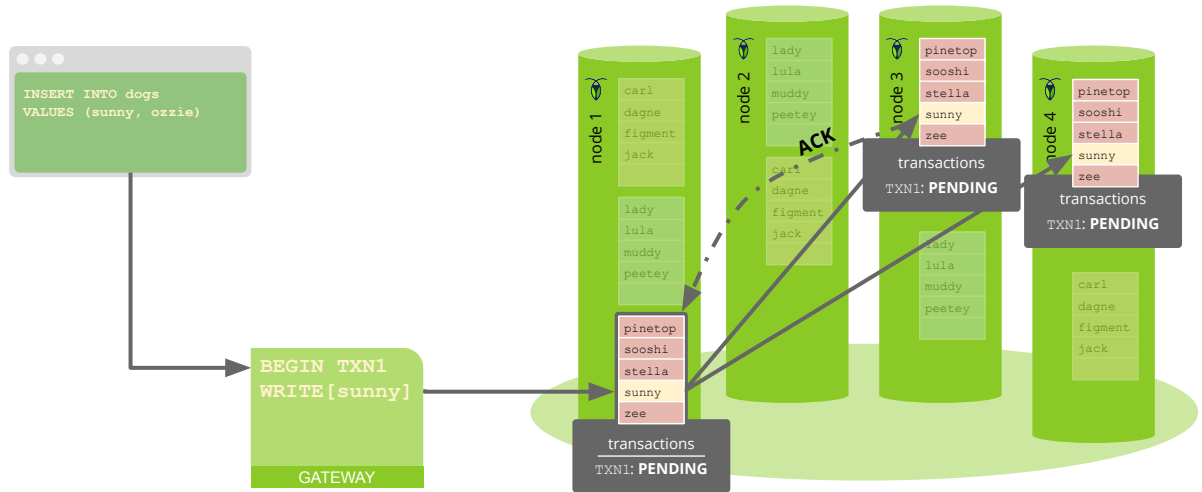 INSERT INTO dogs
VALUES (sunny, ozzie)
BEGIN TXN1
WRITE[sunny]
GATEWAY
node 1
carl
dagne
figment
jack
lady
lula
muddy
peetey
pinetop
sooshi
stella
sunny
zee
transactions
TXN1: PENDING
node 2
lady
lula
muddy
peetey
carl
dagne
figment
jack
ACK
node 3
pinetop
sooshi
stella
sunny
zee
transactions
TXN1: PENDING
lady
lula
muddy
peetey
node 4
pinetop
sooshi
stella
sunny
zee
transactions
TXN1: PENDING
carl
dagne
figment
jack